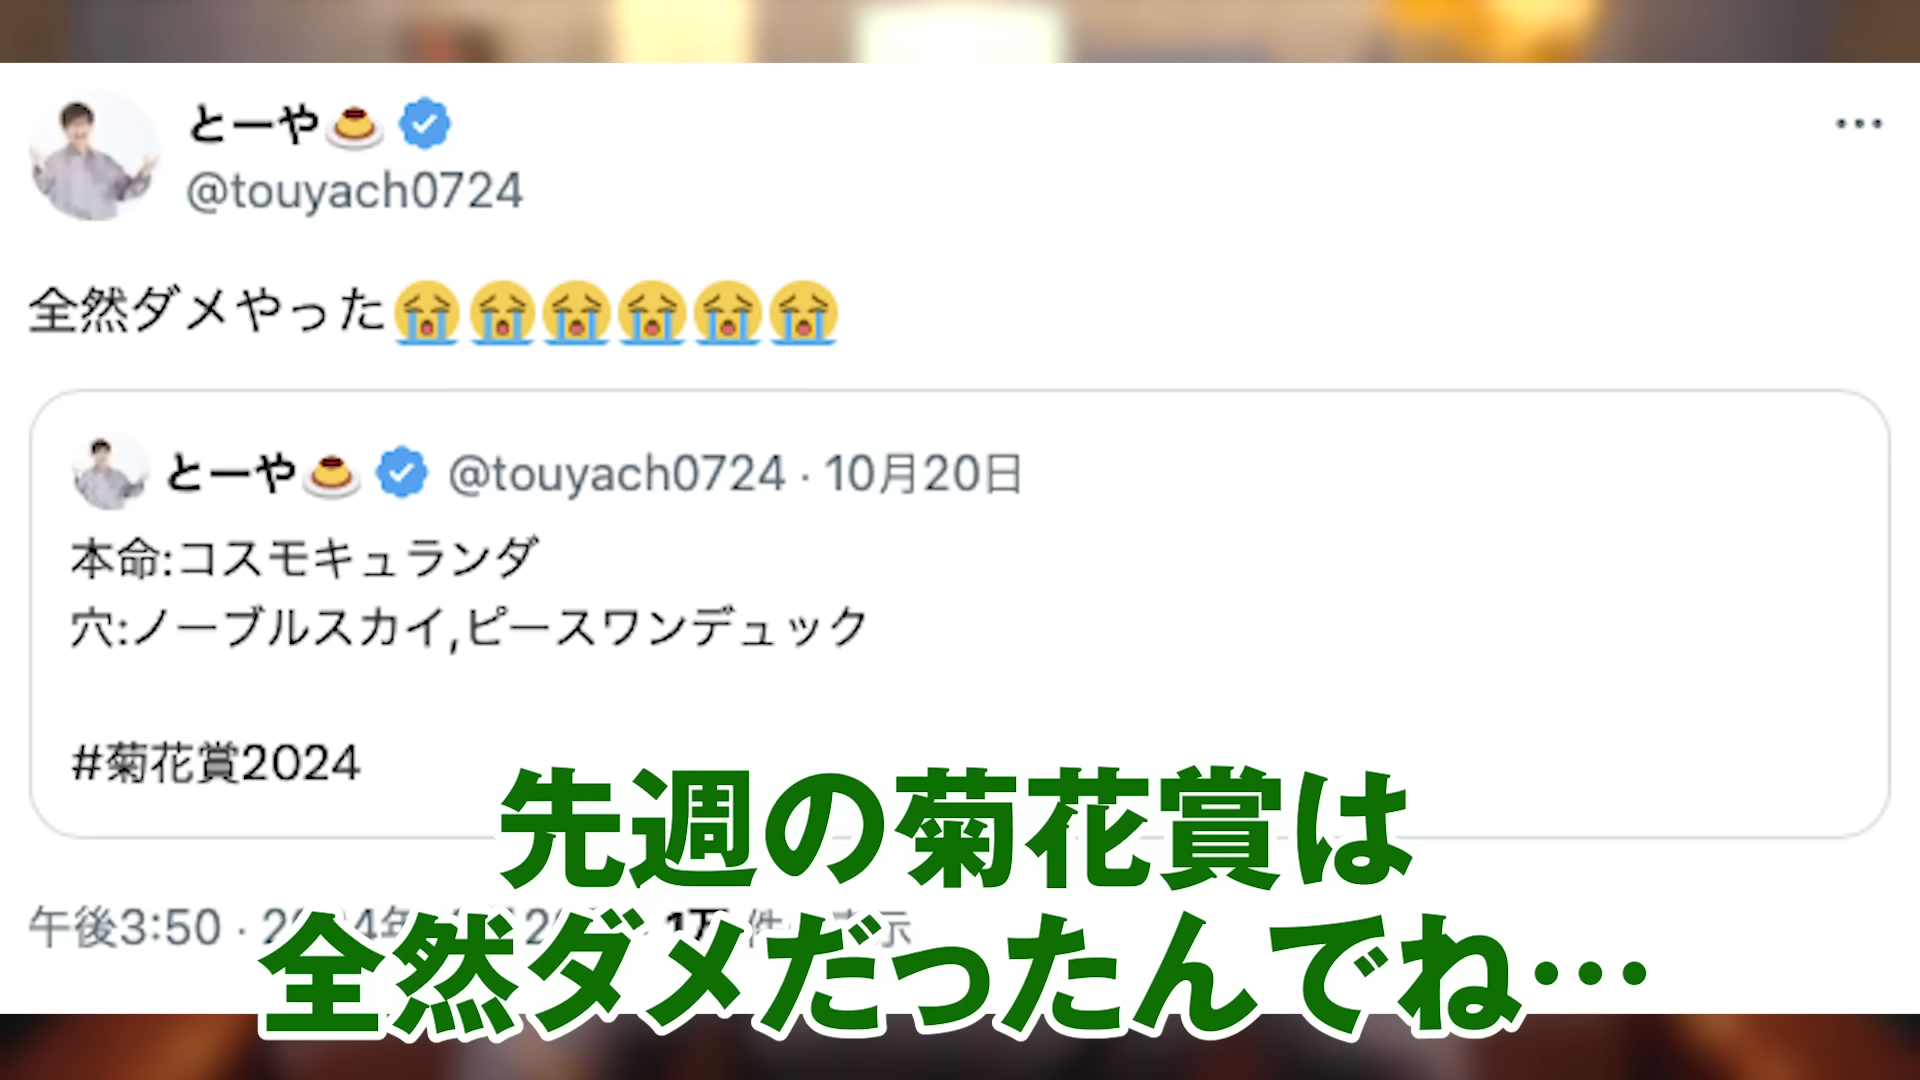 とーや🍮
@touyach0724
全然ダメやった😭😭😭😭😭😭
とーや🍮 @touyach0724 · 10月20日
本命:コスモキュランダ
穴:ノーブルスカイ,ピースワンデュック
#菊花賞2024
先週の菊花賞は
午後3:50
全然ダメだったんでね…